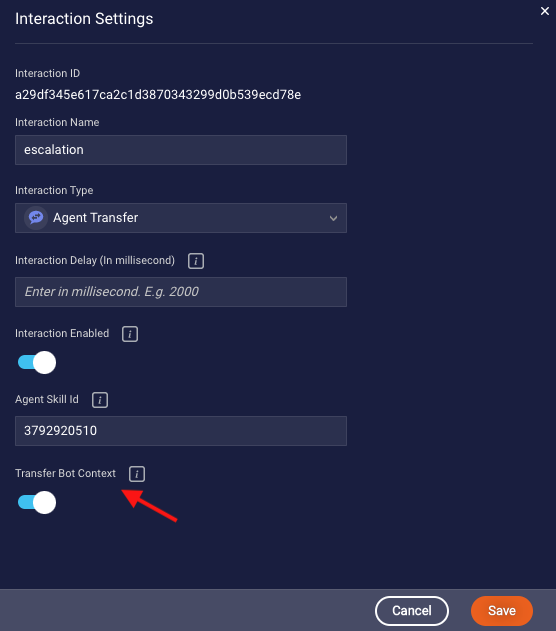 Interaction Settings
Interaction ID
a29df345e617ca2c1d3870343299d0b539ecd78e
Interaction Name
escalation
Interaction Type
Agent Transfer
Interaction Delay (In millisecond) i
Enter in millisecond. E.g. 2000
Interaction Enabled i
Agent Skill Id i
3792920510
Transfer Bot Context i
Cancel Save